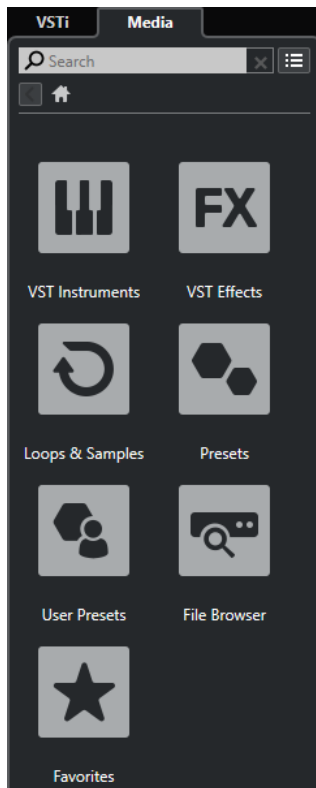 VSTi Media
Search
FX
VST Instruments VST Effects
Loops & Samples Presets
User Presets File Browser
Favorites